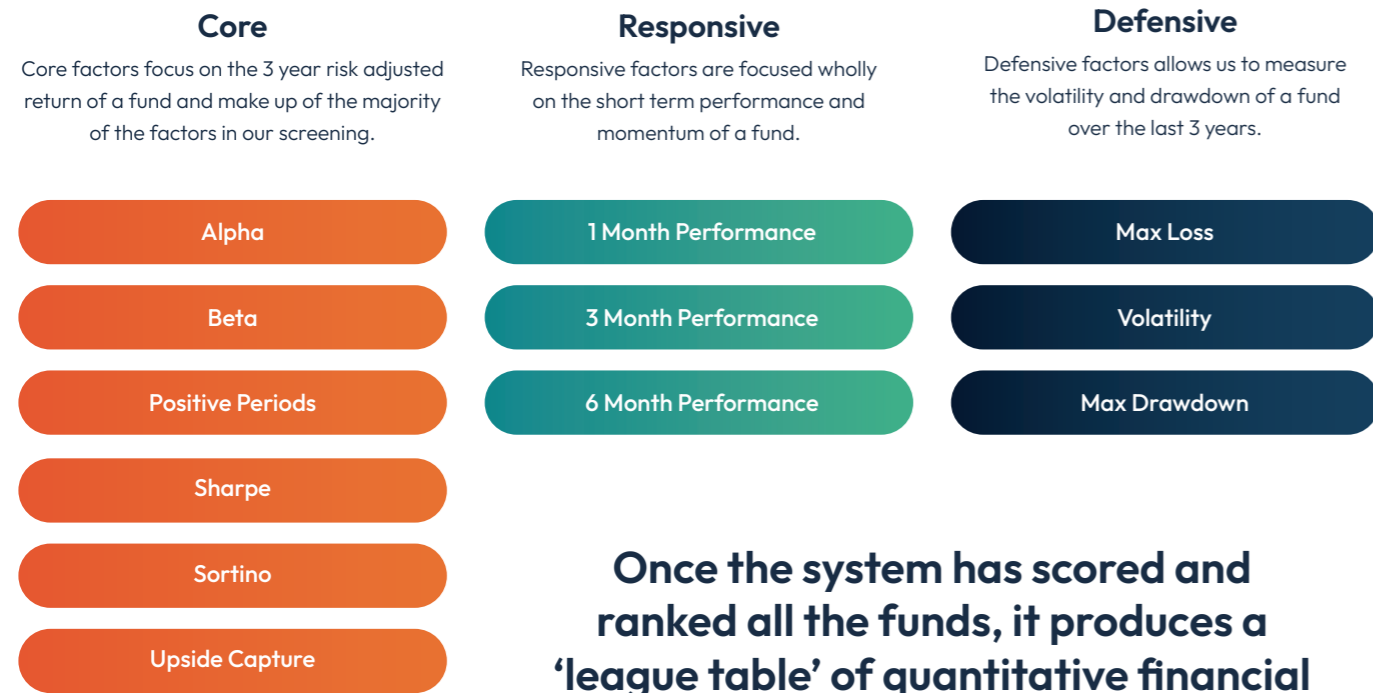 Core
Core factors focus on the 3 year risk adjusted
return of a fund and make up of the majority
of the factors in our screening.
Alpha
Beta
Positive Periods
Sharpe
Sortino
Upside Capture
Responsive
Responsive factors are focused wholly
on the short term performance and
momentum of a fund.
1 Month Performance
3 Month Performance
6 Month Performance
Defensive
Defensive factors allows us to measure
the volatility and drawdown of a fund
over the last 3 years.
Max Loss
Volatility
Max Drawdown
Once the system has scored and
ranked all the funds, it produces a
‘league table’ of quantitative financial